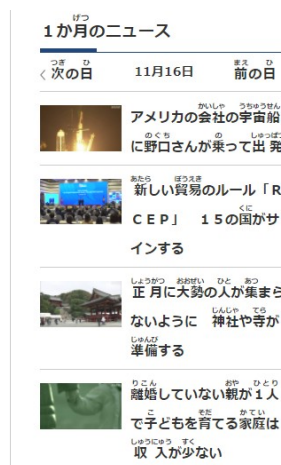 1か月のニュース
次の日 11月16日 前の日
アメリカの会社の宇宙船
に野口さんが乗って出発
新しい貿易のルール「R
CEP」 15の国がサ
インする
正月に大勢の人が集まら
ないように 神社や寺が
準備する
離婚していない親が1人
で子どもを育てる家庭は
収入が少ない